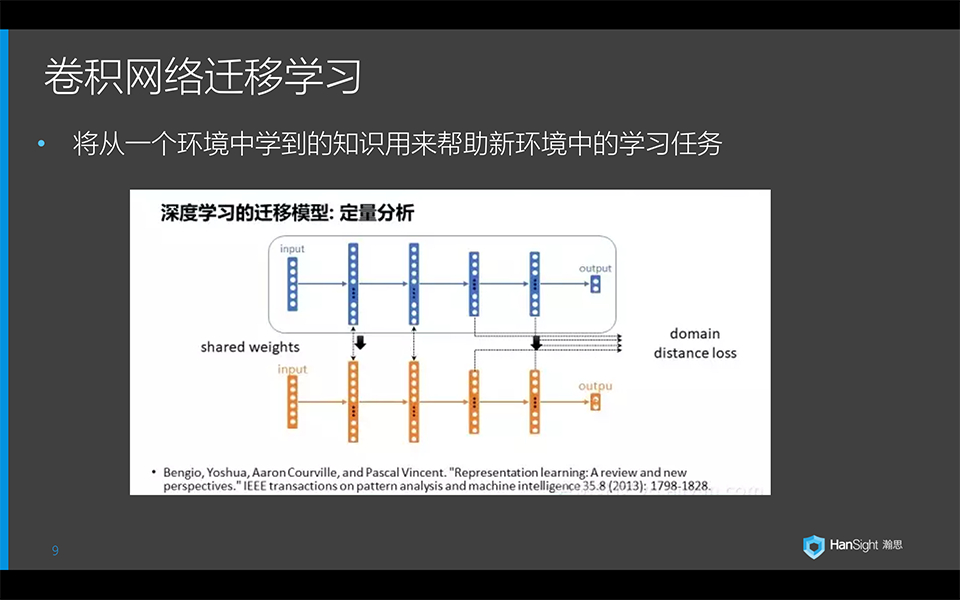 卷积网络迁移学习
• 将从一个环境中学到的知识用来帮助新环境中的学习任务
深度学习的迁移模型: 定量分析
input
output
shared weights
domain
distance loss
input
outpu
• Bengio, Yoshua, Aaron Courville, and Pascal Vincent. "Representation learning: A review and new
perspectives." IEEE transactions on pattern analysis and machine intelligence 35.8 (2013): 1798-1828.
9
HanSight 瀚思